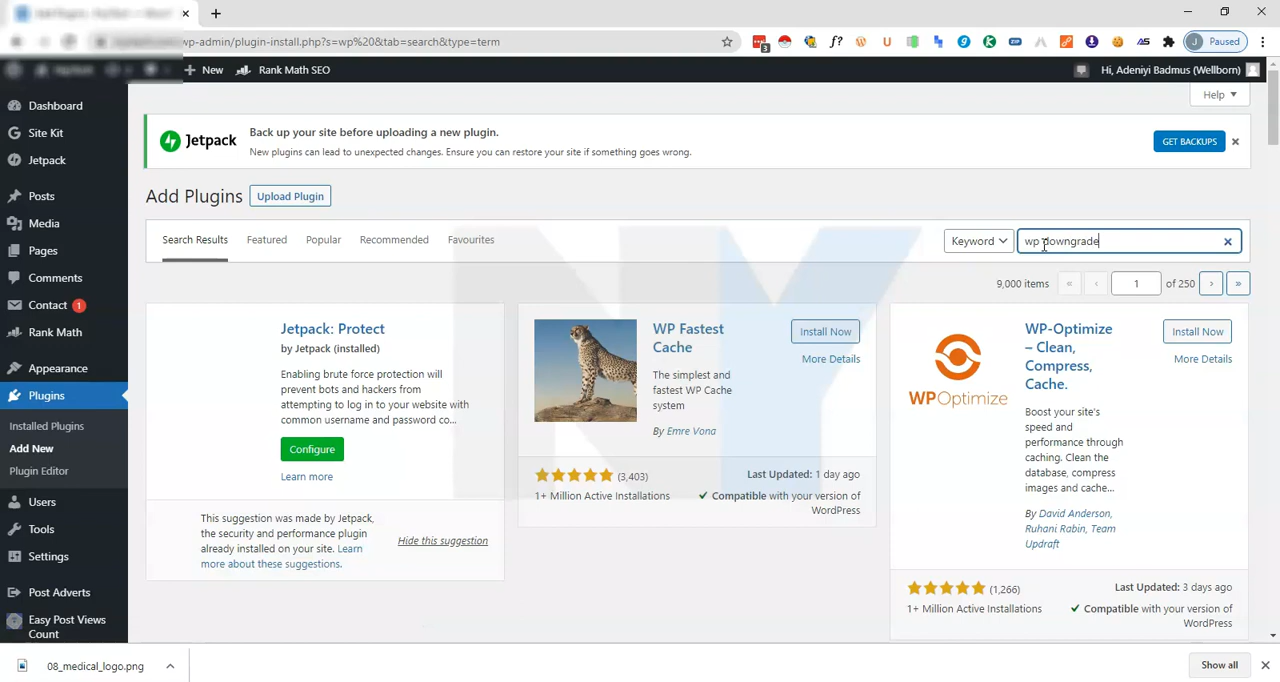 wp-admin/plugin-install.php?s=wp%20&tab=search&type=term
Paused
New
Rank Math SEO
Hi, Adeniyi Badmus (Wellborn)
Help
Dashboard
Site Kit
Jetpack
Posts
Media
Pages
Comments
Contact 1
Rank Math
Appearance
Plugins
Installed Plugins
Add New
Plugin Editor
Users
Tools
Settings
Post Adverts
Easy Post Views
Count
Jetpack
Back up your site before uploading a new plugin.
New plugins can lead to unexpected changes. Ensure you can restore your site if something goes wrong.
GET BACKUPS
Add Plugins
Upload Plugin
Search Results
Featured
Popular
Recommended
Favourites
Keyword
wp downgrade
9,000 items
«
‹
1
of 250
›
»
Jetpack: Protect
by Jetpack (installed)
Enabling brute force protection will
prevent bots and hackers from
attempting to log in to your website with
common username and password co...
Configure
Learn more
This suggestion was made by Jetpack,
the security and performance plugin
already installed on your site. Learn
more about these suggestions.
Hide this suggestion
WP Fastest
Cache
Install Now
More Details
The simplest and
fastest WP Cache
system
By Emre Vona
(3,403)
1+ Million Active Installations
Last Updated: 1 day ago
✓ Compatible with your version of
WordPress
WPOptimize
WP-Optimize
– Clean,
Compress,
Cache.
Install Now
More Details
Boost your site's
speed and
performance through
caching. Clean the
database, compress
images and cache...
By David Anderson,
Ruhani Rabin, Team
Updraft
(1,266)
1+ Million Active Installations
Last Updated: 3 days ago
✓ Compatible with your version of
WordPress
08_medical_logo.png
Show all